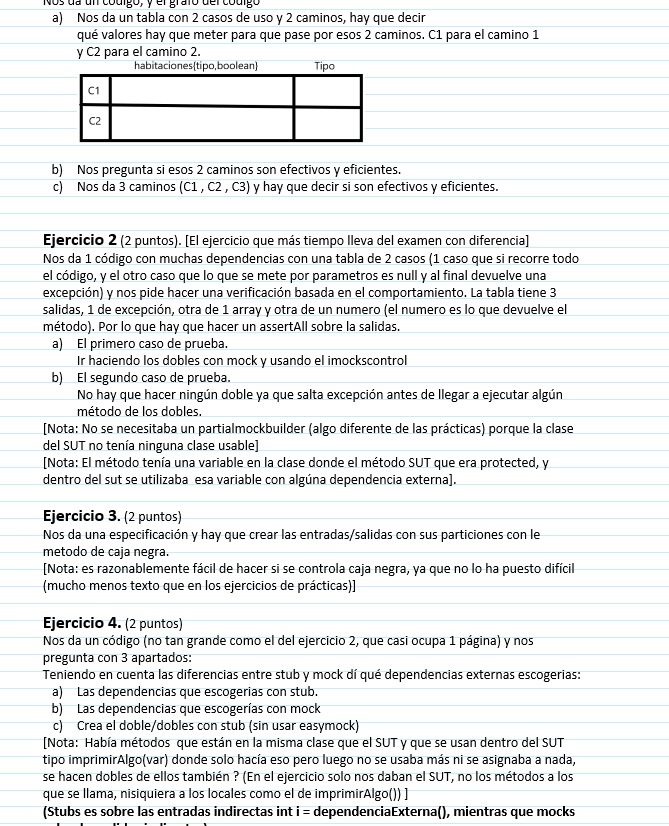 Nos da un código, y el grafo del código
a) Nos da un tabla con 2 casos de uso y 2 caminos, hay que decir
qué valores hay que meter para que pase por esos 2 caminos. C1 para el camino 1
y C2 para el camino 2.
habitaciones(tipo,boolean) Tipo
C1
C2
b) Nos pregunta si esos 2 caminos son efectivos y eficientes.
c) Nos da 3 caminos (C1 , C2 , C3) y hay que decir si son efectivos y eficientes.
Ejercicio 2 (2 puntos). [El ejercicio que más tiempo lleva del examen con diferencia]
Nos da 1 código con muchas dependencias con una tabla de 2 casos (1 caso que si recorre todo
el código, y el otro caso que lo que se mete por parametros es null y al final devuelve una
excepción) y nos pide hacer una verificación basada en el comportamiento. La tabla tiene 3
salidas, 1 de excepción, otra de 1 array y otra de un numero (el numero es lo que devuelve el
método). Por lo que hay que hacer un assertAll sobre la salidas.
a) El primero caso de prueba.
Ir haciendo los dobles con mock y usando el imockscontrol
b) El segundo caso de prueba.
No hay que hacer ningún doble ya que salta excepción antes de llegar a ejecutar algún
método de los dobles.
[Nota: No se necesitaba un partialmockbuilder (algo diferente de las prácticas) porque la clase
del SUT no tenía ninguna clase usable]
[Nota: El método tenía una variable en la clase donde el método SUT que era protected, y
dentro del sut se utilizaba esa variable con algúna dependencia externa].
Ejercicio 3. (2 puntos)
Nos da una especificación y hay que crear las entradas/salidas con sus particiones con le
metodo de caja negra.
[Nota: es razonablemente fácil de hacer si se controla caja negra, ya que no lo ha puesto difícil
(mucho menos texto que en los ejercicios de prácticas)]
Ejercicio 4. (2 puntos)
Nos da un código (no tan grande como el del ejercicio 2, que casi ocupa 1 página) y nos
pregunta con 3 apartados:
Teniendo en cuenta las diferencias entre stub y mock dí qué dependencias externas escogerias:
a) Las dependencias que escogerias con stub.
b) Las dependencias que escogerías con mock
c) Crea el doble/dobles con stub (sin usar easymock)
[Nota: Había métodos que están en la misma clase que el SUT y que se usan dentro del SUT
tipo imprimirAlgo(var) donde solo hacía eso pero luego no se usaba más ni se asignaba a nada,
se hacen dobles de ellos también ? (En el ejercicio solo nos daban el SUT, no los métodos a los
que se llama, nisiquiera a los locales como el de imprimirAlgo()) ]
(Stubs es sobre las entradas indirectas int i = dependenciaExterna(), mientras que mocks